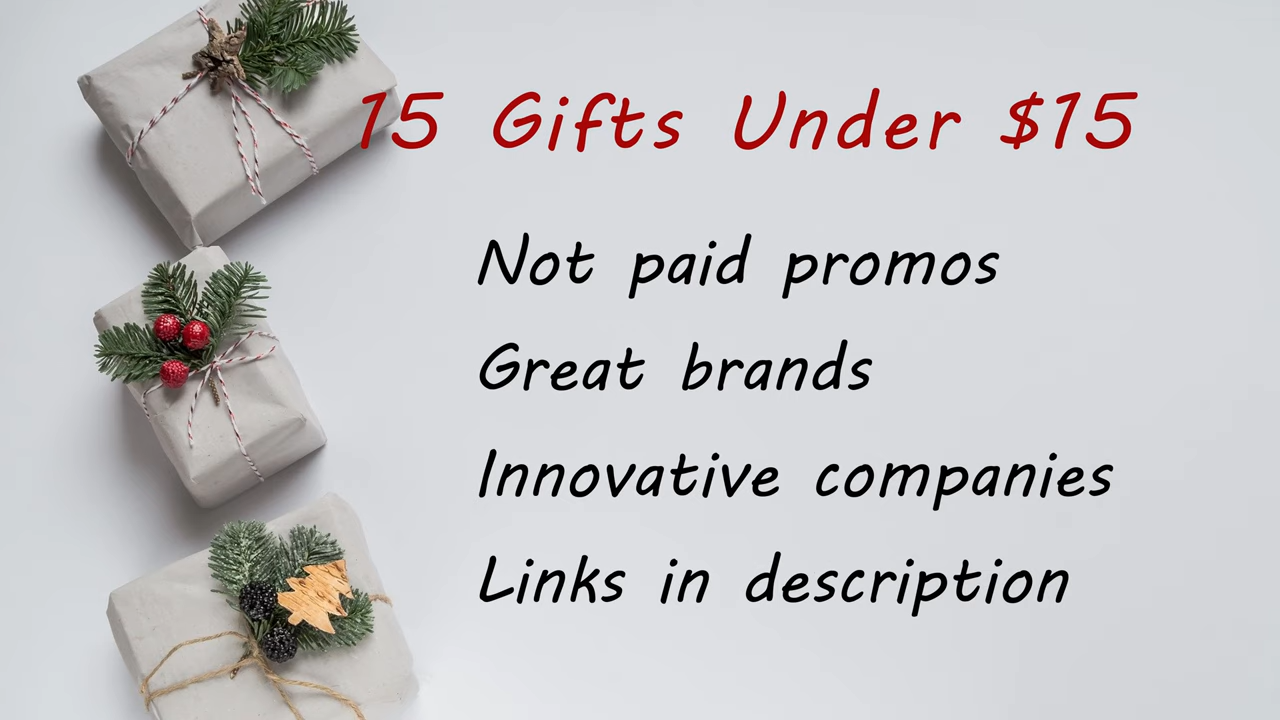 15 Gifts Under $15
Not paid promos
Great brands
Innovative companies
Links in description